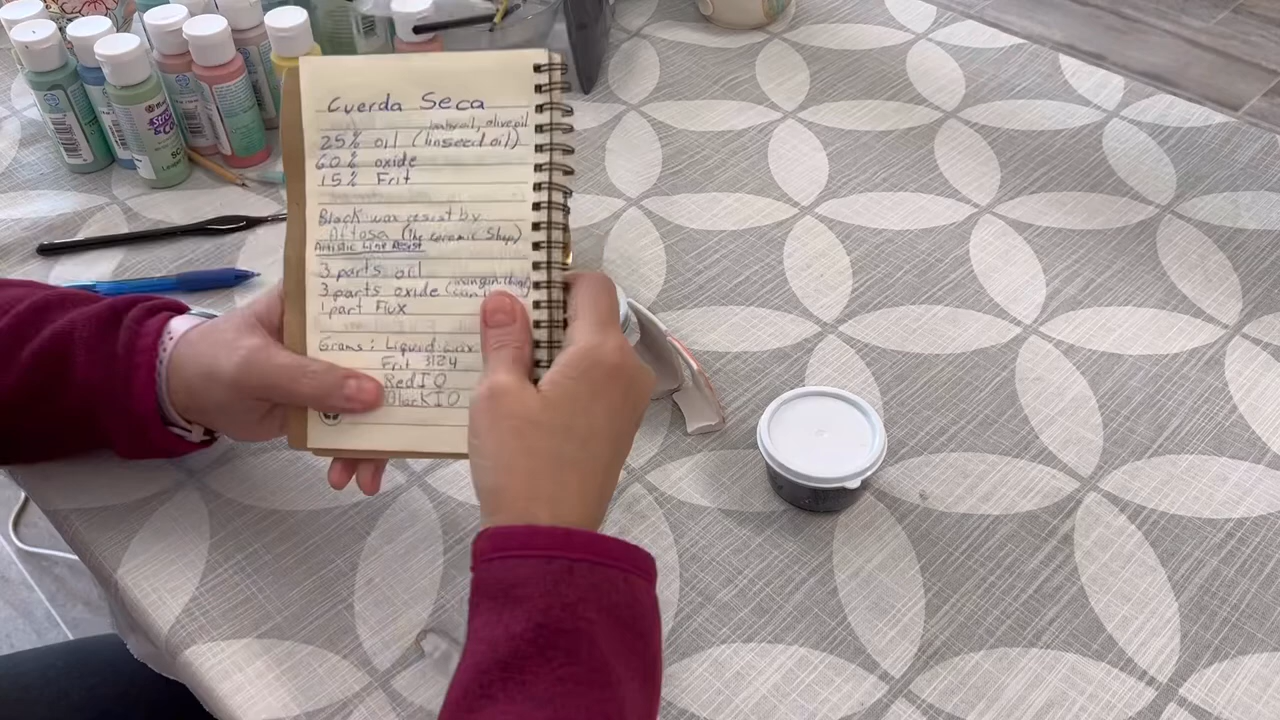 Cuerda Seca
olive oil
25% oil (linseed oil)
60% oxide
15% Frit
Black wax resist by
Aftosa (The ceramic Shop)
Artistic Line Resist
3 parts oil
3 parts oxide
1 part Flux
Grams: Liquid wax
Frit 3124
Red IO
Black IO